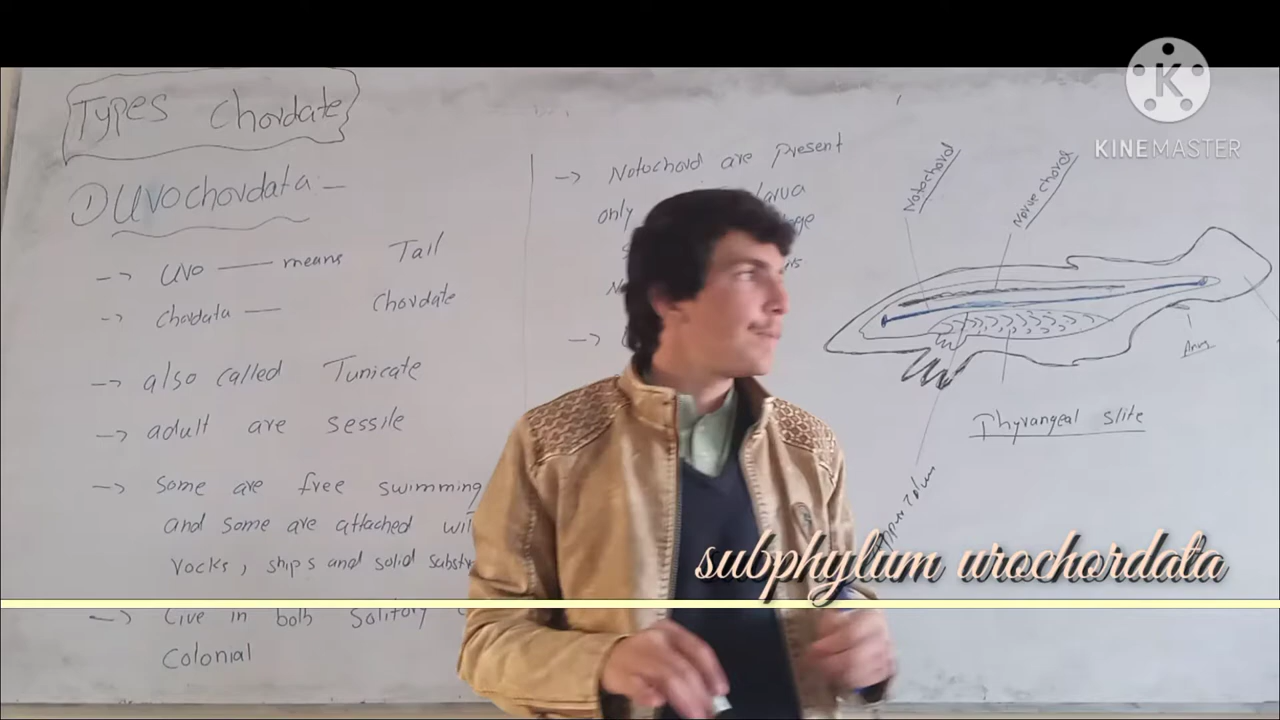 Types Chordate
① Urochordata:-
-> Uro — means Tail
-> Chordata — Chordate
-> also called Tunicate
-> adult are sessile
-> Some are free swimming
and some are attached
rocks, ships and solid
-> Live in both Solitory
Colonial
-> Notochord are present
only larva
->
Notochord
Nerve chord
Phyrangeal slite
K
KINEMASTER
subphylum urochordata